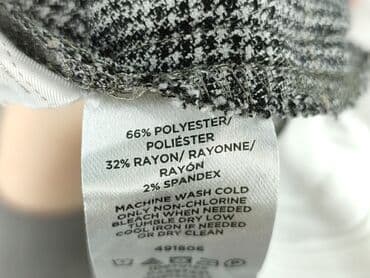 66% POLYESTER/
POLIÉSTER
32% RAYON/ RAYONNE/
RAYÓN
2% SPANDEX
MACHINE WASH COLD
ONLY NON-CHLORINE
BLEACH WHEN NEEDED
TUMBLE DRY LOW
COOL IRON IF NEEDED
OR DRY CLEAN
491806